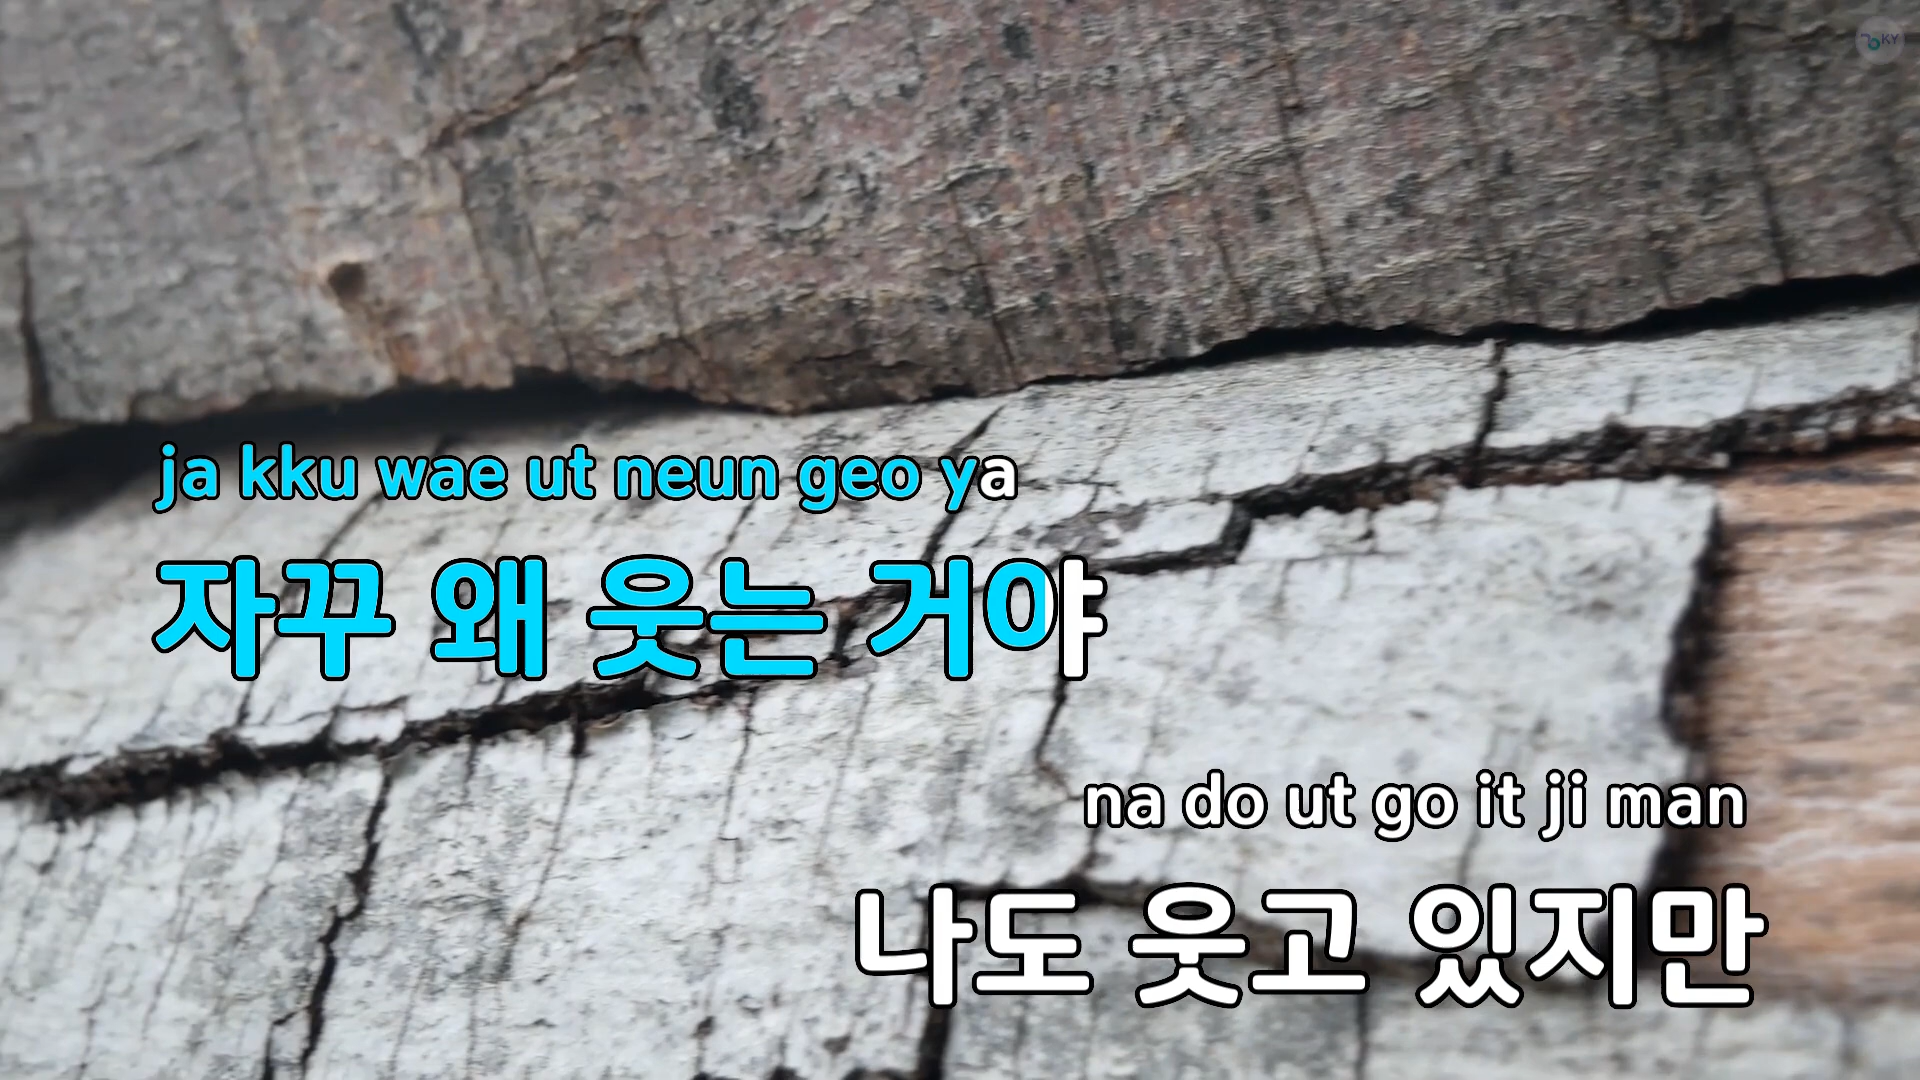 KY
ja kku wae ut neun geo ya
자꾸 왜 웃는 거야
na do ut go it ji man
나도 웃고 있지만